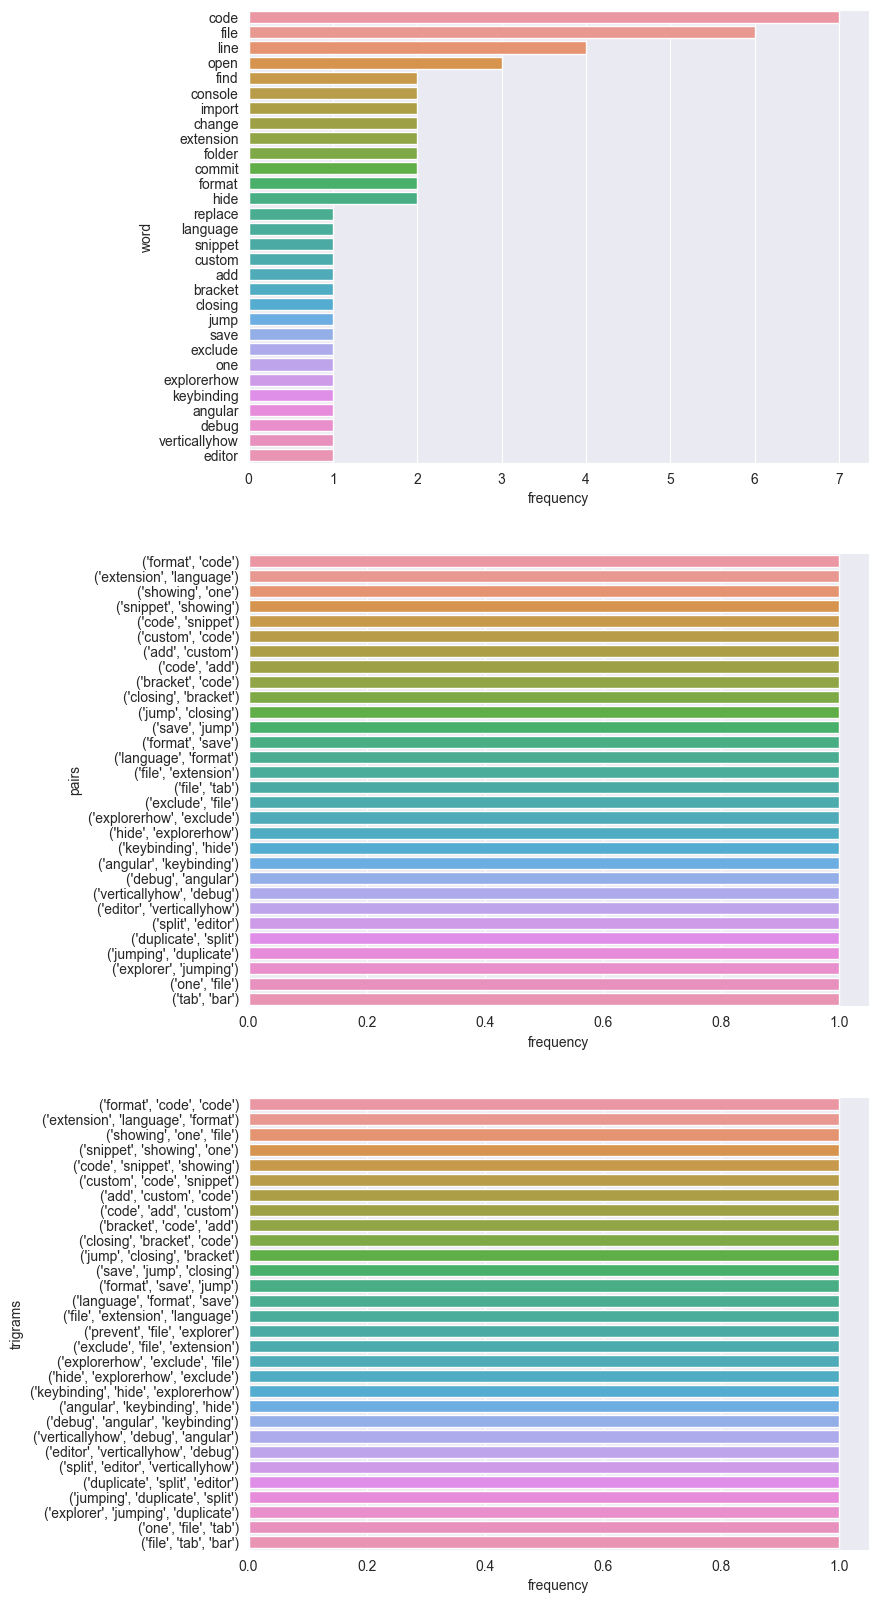 code
file
line
open
find
console
import
change
extension
folder
commit
format
hide
replace
language
snippet
custom
add
bracket
closing
jump
save
exclude
one
explorerhow
keybinding
angular
debug
verticallyhow
editor
word
0 1 2 3 4 5 6 7
frequency
('format', 'code')
('extension', 'language')
('showing', 'one')
('snippet', 'showing')
('code', 'snippet')
('custom', 'code')
('add', 'custom')
('code', 'add')
('bracket', 'code')
('closing', 'bracket')
('jump', 'closing')
('save', 'jump')
('format', 'save')
('language', 'format')
('file', 'extension')
('file', 'tab')
('exclude', 'file')
('explorerhow', 'exclude')
('hide', 'explorerhow')
('keybinding', 'hide')
('angular', 'keybinding')
('debug', 'angular')
('verticallyhow', 'debug')
('editor', 'verticallyhow')
('split', 'editor')
('duplicate', 'split')
('jumping', 'duplicate')
('explorer', 'jumping')
('one', 'file')
('tab', 'bar')
pairs
0.0 0.2 0.4 0.6 0.8 1.0
frequency
('format', 'code', 'code')
('extension', 'language', 'format')
('showing', 'one', 'file')
('snippet', 'showing', 'one')
('code', 'snippet', 'showing')
('custom', 'code', 'snippet')
('add', 'custom', 'code')
('code', 'add', 'custom')
('bracket', 'code', 'add')
('closing', 'bracket', 'code')
('jump', 'closing', 'bracket')
('save', 'jump', 'closing')
('format', 'save', 'jump')
('language', 'format', 'save')
('file', 'extension', 'language')
('prevent', 'file', 'explorer')
('exclude', 'file', 'extension')
('explorerhow', 'exclude', 'file')
('hide', 'explorerhow', 'exclude')
('keybinding', 'hide', 'explorerhow')
('angular', 'keybinding', 'hide')
('debug', 'angular', 'keybinding')
('verticallyhow', 'debug', 'angular')
('editor', 'verticallyhow', 'debug')
('split', 'editor', 'verticallyhow')
('duplicate', 'split', 'editor')
('jumping', 'duplicate', 'split')
('explorer', 'jumping', 'duplicate')
('one', 'file', 'tab')
('file', 'tab', 'bar')
trigrams
0.0 0.2 0.4 0.6 0.8 1.0
frequency